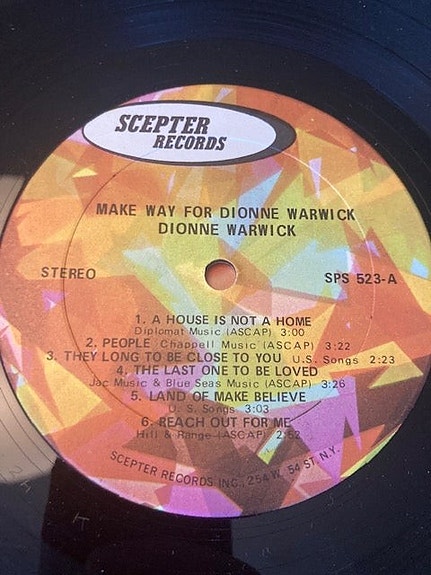 SCEPTER
RECORDS
MAKE WAY FOR DIONNE WARWICK
DIONNE WARWICK
STEREO
SPS 523-A
1. A HOUSE IS NOT A HOME
Diplomat Music (ASCAP) 3:00
2. PEOPLE Chappell Music (ASCAP) 3:22
3. THEY LONG TO BE CLOSE TO YOU U.S. Songs 2:23
4. THE LAST ONE TO BE LOVED
Jac Music & Blue Seas Music (ASCAP) 3:26
5. LAND OF MAKE BELIEVE
U.S. Songs 3:03
6. REACH OUT FOR ME
Hill & Range (ASCAP) 2:52
SCEPTER RECORDS INC., 254 W. 54 ST. N.Y.